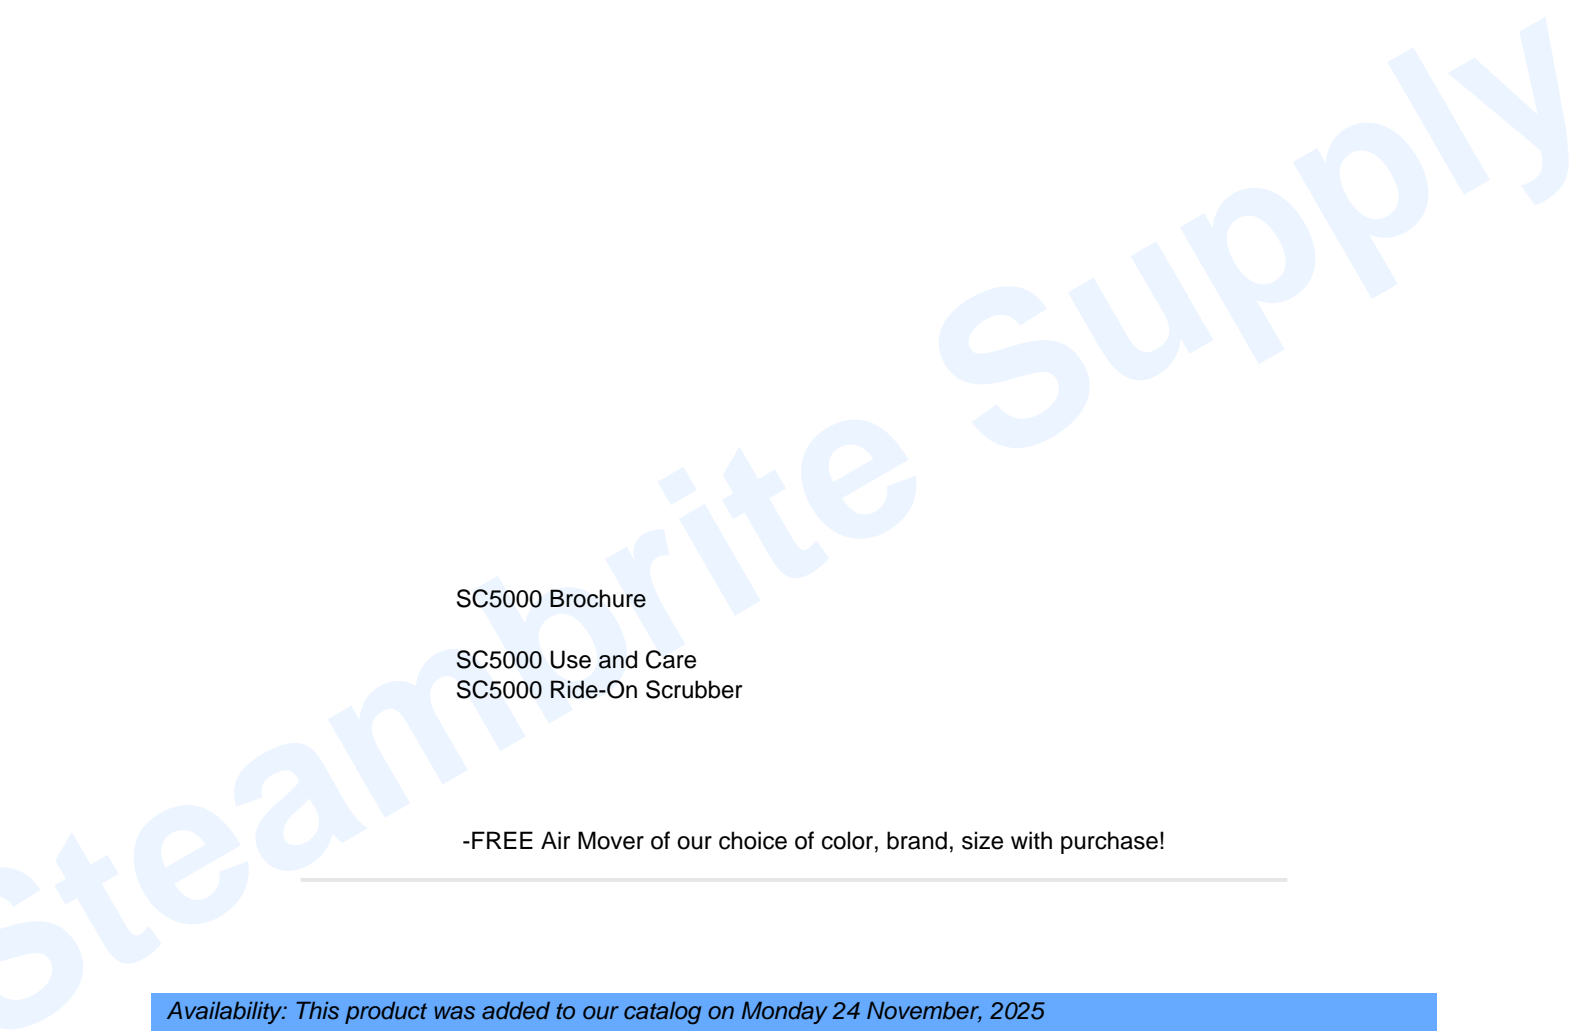 Steambrite Supply
SC5000 Brochure
SC5000 Use and Care
SC5000 Ride-On Scrubber
-FREE Air Mover of our choice of color, brand, size with purchase!
Availability: This product was added to our catalog on Monday 24 November, 2025